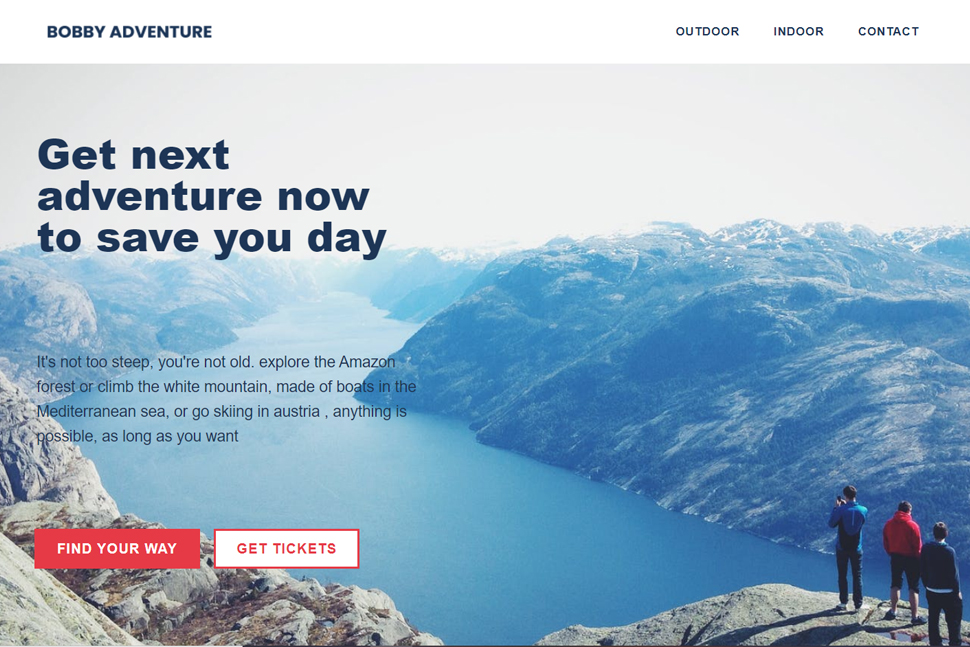 BOBBY ADVENTURE
OUTDOOR INDOOR CONTACT
Get next
adventure now
to save you day
It's not too steep, you're not old. explore the Amazon
forest or climb the white mountain, made of boats in the
Mediterranean sea, or go skiing in austria , anything is
possible, as long as you want
FIND YOUR WAY GET TICKETS